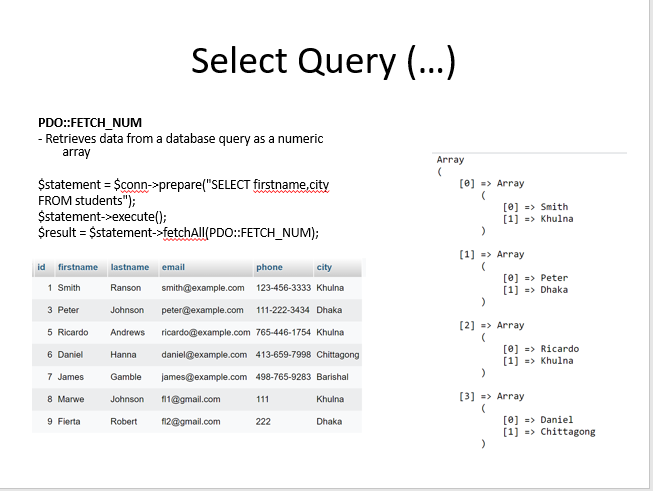 Select Query (…)
PDO::FETCH_NUM
- Retrieves data from a database query as a numeric
array
$statement = $conn->prepare("SELECT firstname,city
FROM students");
$statement->execute();
$result = $statement->fetchAll(PDO::FETCH_NUM);
id firstname lastname email phone city
1 Smith Ranson smith@example.com 123-456-3333 Khulna
3 Peter Johnson peter@example.com 111-222-3434 Dhaka
5 Ricardo Andrews ricardo@example.com 765-446-1754 Khulna
6 Daniel Hanna daniel@example.com 413-659-7998 Chittagong
7 James Gamble james@example.com 498-765-9283 Barishal
8 Marwe Johnson fl1@gmail.com 111 Khulna
9 Fierta Robert fl2@gmail.com 222 Dhaka
Array
(
[0] => Array
(
[0] => Smith
[1] => Khulna
)
[1] => Array
(
[0] => Peter
[1] => Dhaka
)
[2] => Array
(
[0] => Ricardo
[1] => Khulna
)
[3] => Array
(
[0] => Daniel
[1] => Chittagong
)